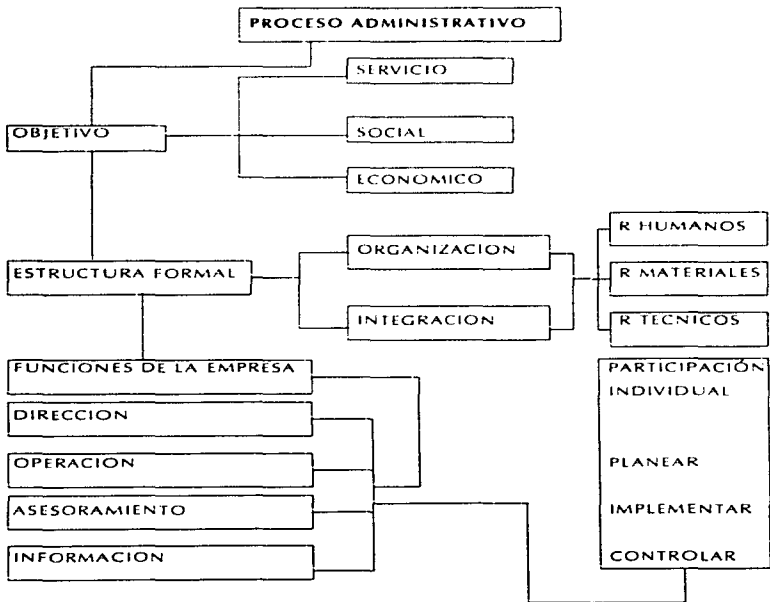 PROCESO ADMINISTRATIVO
SERVICIO
OBJETIVO
SOCIAL
ECONOMICO
R HUMANOS
ORGANIZACION
ESTRUCTURA FORMAL
R MATERIALES
INTEGRACION
R TECNICOS
FUNCIONES DE LA EMPRESA
DIRECCION
OPERACION
ASESORAMIENTO
INFORMACION
PARTICIPACIÓN
INDIVIDUAL
PLANEAR
IMPLEMENTAR
CONTROLAR